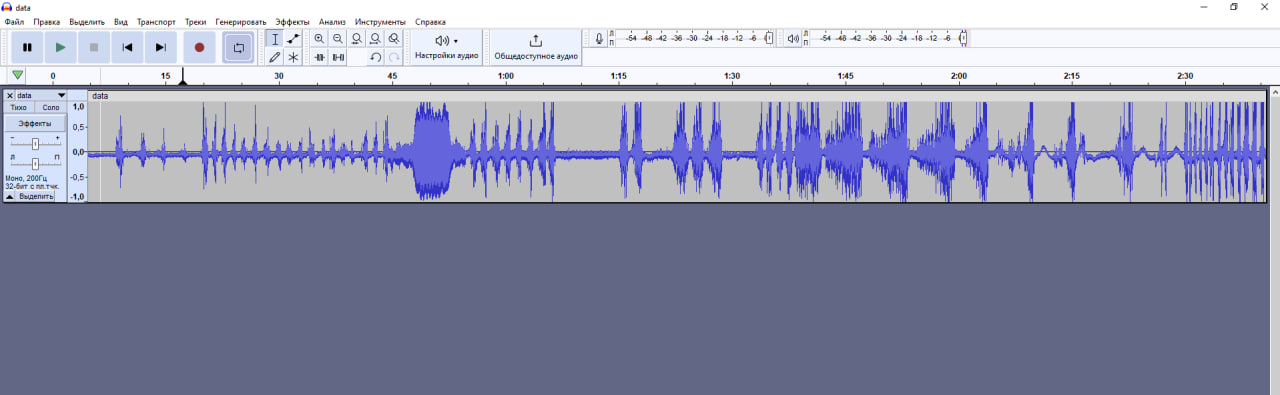 data
Файл Правка Выделить Вид Транспорт Треки Генерировать Эффекты Анализ Инструменты Справка
Настройки аудио
Общедоступное аудио
Л
П
-54 -48 -42 -36 -30 -24 -18 -12 -6 0
Л
П
-54 -48 -42 -36 -30 -24 -18 -12 -6 0
0 15 30 45 1:00 1:15 1:30 1:45 2:00 2:15 2:30
data
data
Тихо Соло
Эффекты
- +
Л П
Моно, 200Гц
32-бит с пл.тчк.
Выделить
1,0
0,5
0,0
-0,5
-1,0